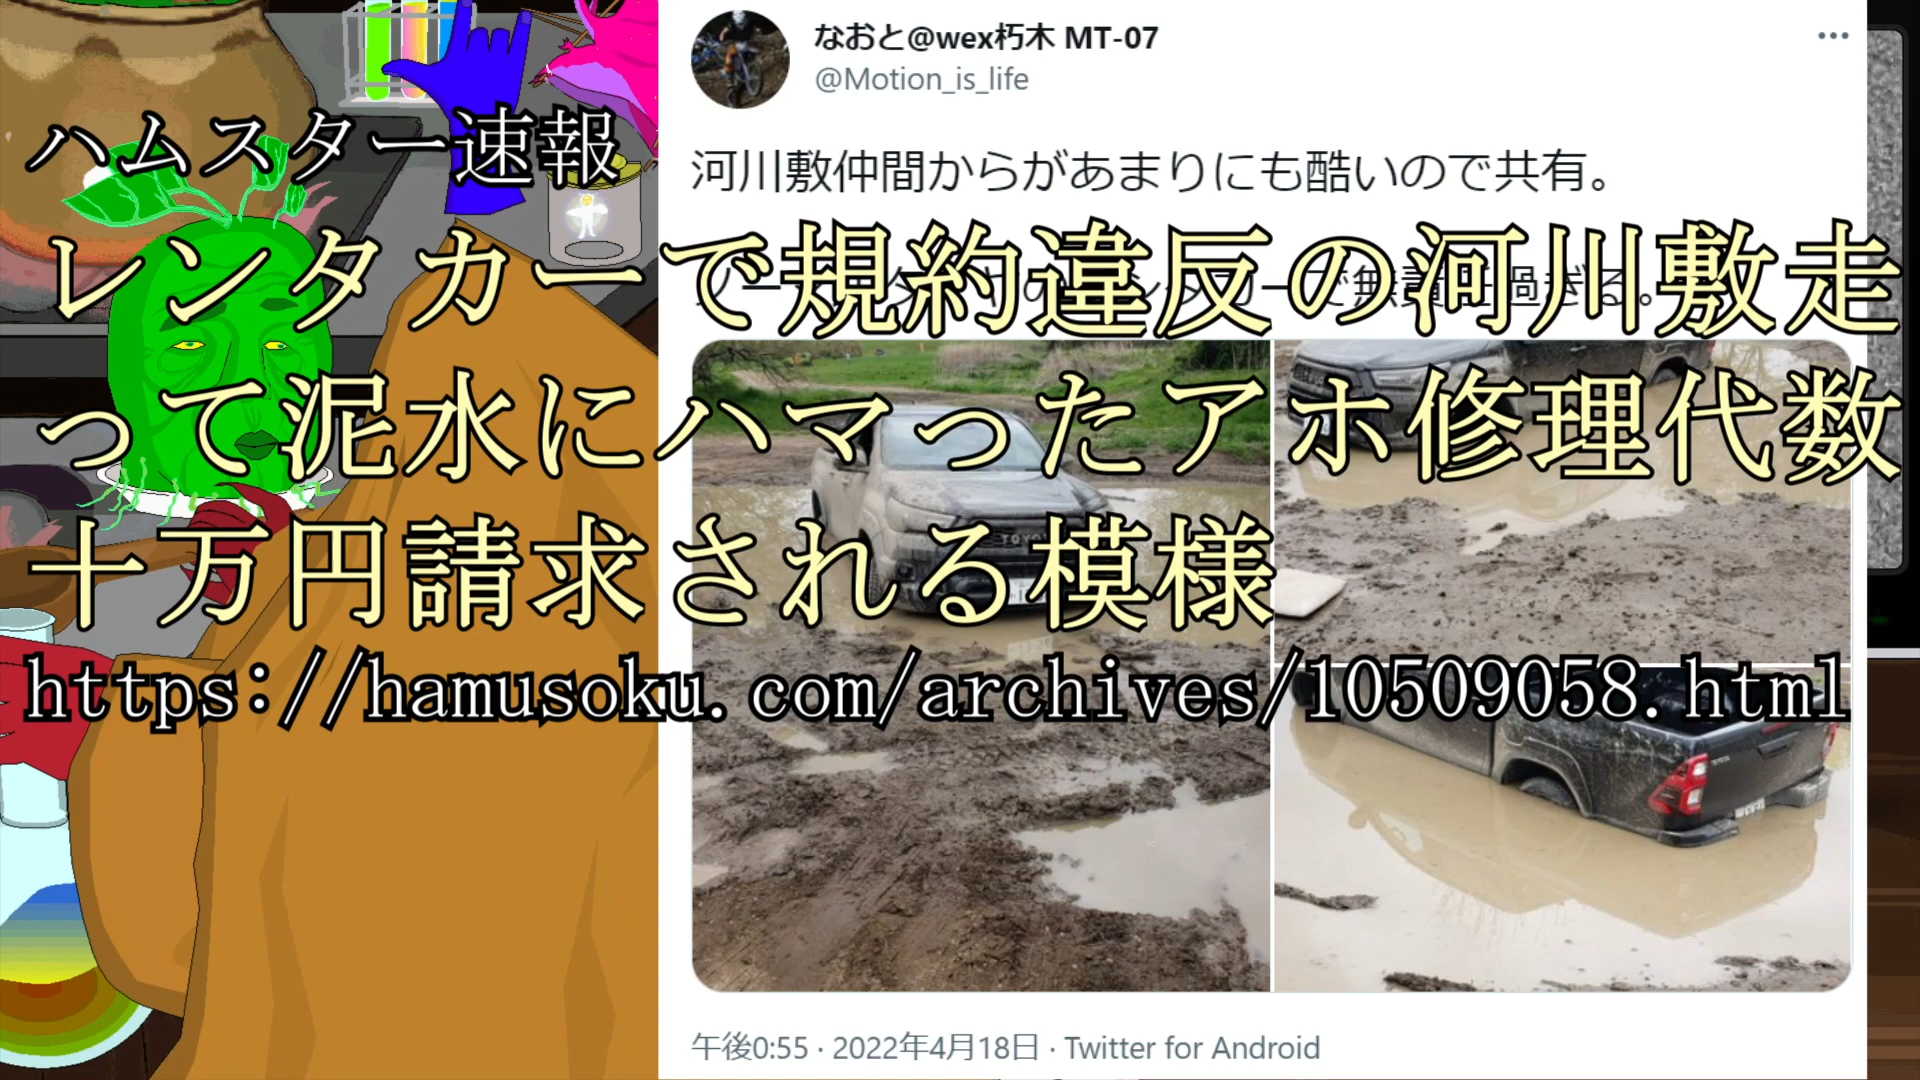 なおと@wex朽木 MT-07
@Motion_is_life
ハムスター速報
河川敷仲間からがあまりにも酷いので共有。
レンタカーで規約違反の河川敷走
って泥水にハマったアホ修理代数
十万円請求される模様
https://hamusoku.com/archives/10509058.html
TOYOTA
午後0:55 · 2022年4月18日 · Twitter for Android